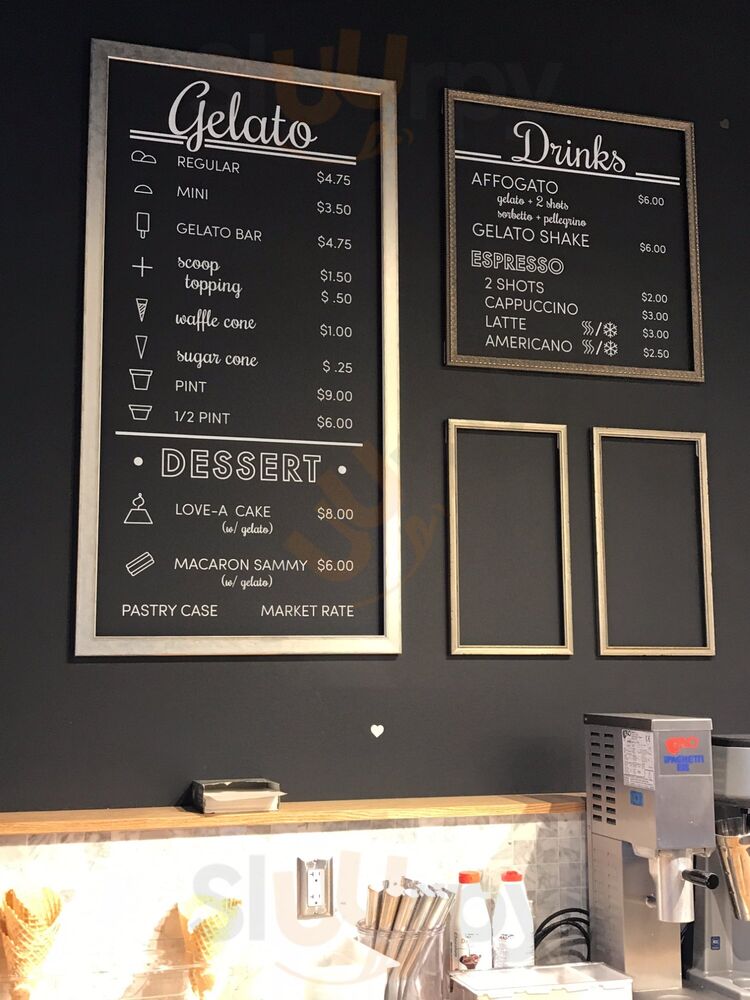 Gelato
REGULAR $4.75
MINI $3.50
GELATO BAR $4.75
+ scoop $1.50
topping $ .50
waffle cone $1.00
sugar cone $ .25
PINT $9.00
1/2 PINT $6.00
• DESSERT •
LOVE-A CAKE $8.00
(w/ gelato)
MACARON SAMMY $6.00
(w/ gelato)
PASTRY CASE MARKET RATE
Drinks
AFFOGATO $6.00
gelato + 2 shots
sorbetto + pellegrino
GELATO SHAKE $6.00
ESPRESSO
2 SHOTS $2.00
CAPPUCCINO $3.00
LATTE / $3.00
AMERICANO / $2.50
SPAGHETTI
Sluurpy
Sluurpy